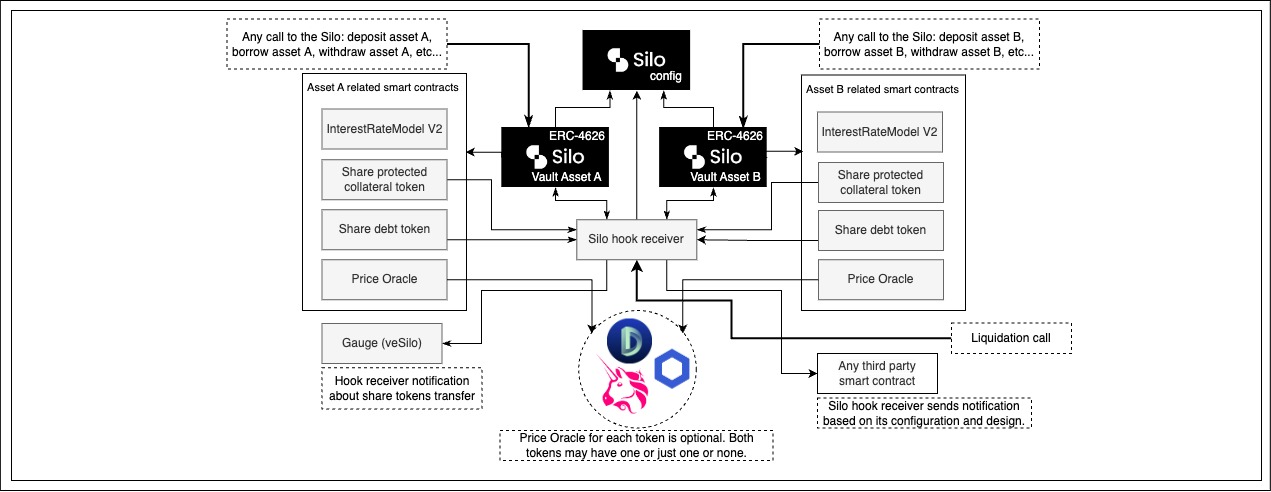 Any call to the Silo: deposit asset A,
borrow asset A, withdraw asset A, etc...
Silo
config
Any call to the Silo: deposit asset B,
borrow asset B, withdraw asset B, etc...
Asset A related smart contracts
InterestRateModel V2
Share protected
collateral token
Share debt token
Price Oracle
ERC-4626
Silo
Vault Asset A
ERC-4626
Silo
Vault Asset B
Asset B related smart contracts
InterestRateModel V2
Share protected
collateral token
Share debt token
Price Oracle
Silo hook receiver
Gauge (veSilo)
Hook receiver notification
about share tokens transfer
Liquidation call
Any third party
smart contract
Silo hook receiver sends notification
based on its configuration and design.
Price Oracle for each token is optional. Both
tokens may have one or just one or none.